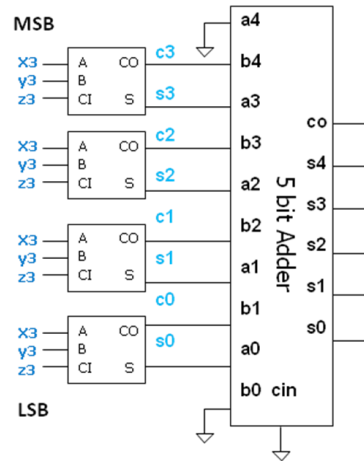 MSB
X3 A CO c3
y3 B
z3 CI S s3
X3 A CO c2
y3 B
z3 CI S s2
X3 A CO c1
y3 B
z3 CI S s1
X3 A CO c0
y3 B
z3 CI S s0
LSB
a4
b4
a3
b3
a2
b2
a1
b1
a0
b0 cin
5 bit Adder
co
s4
s3
s2
s1
s0